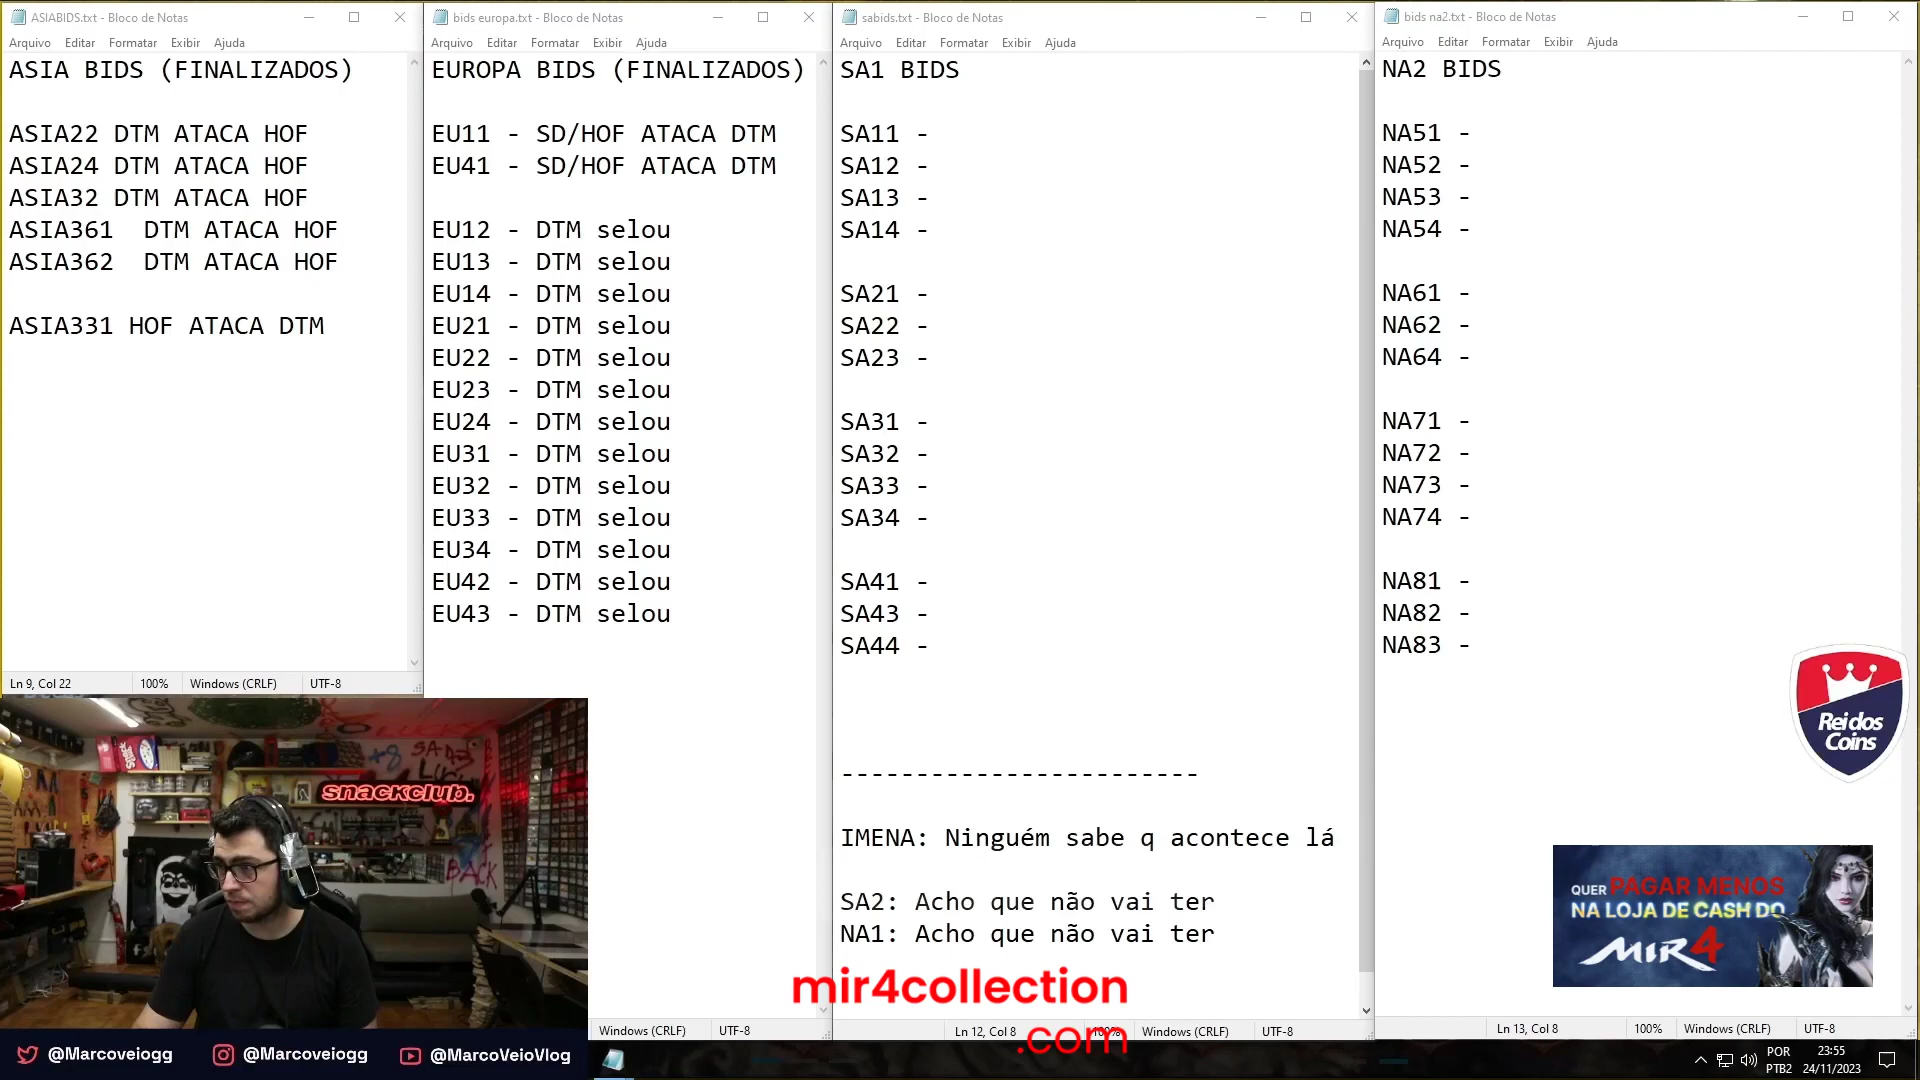 ASIABIDS.txt - Bloco de Notas
Arquivo Editar Formatar Exibir Ajuda
ASIA BIDS (FINALIZADOS)
ASIA22 DTM ATACA HOF
ASIA24 DTM ATACA HOF
ASIA32 DTM ATACA HOF
ASIA361  DTM ATACA HOF
ASIA362  DTM ATACA HOF
ASIA331 HOF ATACA DTM
Ln 9, Col 22 100% Windows (CRLF) UTF-8
bids europa.txt - Bloco de Notas
Arquivo Editar Formatar Exibir Ajuda
EUROPA BIDS (FINALIZADOS)
EU11 - SD/HOF ATACA DTM
EU41 - SD/HOF ATACA DTM
EU12 - DTM selou
EU13 - DTM selou
EU14 - DTM selou
EU21 - DTM selou
EU22 - DTM selou
EU23 - DTM selou
EU24 - DTM selou
EU31 - DTM selou
EU32 - DTM selou
EU33 - DTM selou
EU34 - DTM selou
EU42 - DTM selou
EU43 - DTM selou
Windows (CRLF) UTF-8
sabids.txt - Bloco de Notas
Arquivo Editar Formatar Exibir Ajuda
SA1 BIDS
SA11 -
SA12 -
SA13 -
SA14 -
SA21 -
SA22 -
SA23 -
SA31 -
SA32 -
SA33 -
SA34 -
SA41 -
SA43 -
SA44 -
------------------------
IMENA: Ninguém sabe q acontece lá
SA2: Acho que não vai ter
NA1: Acho que não vai ter
Ln 12, Col 8 100% Windows (CRLF) UTF-8
bids na2.txt - Bloco de Notas
Arquivo Editar Formatar Exibir Ajuda
NA2 BIDS
NA51 -
NA52 -
NA53 -
NA54 -
NA61 -
NA62 -
NA64 -
NA71 -
NA72 -
NA73 -
NA74 -
NA81 -
NA82 -
NA83 -
Ln 13, Col 8 100% Windows (CRLF) UTF-8
Rei dos
Coins
QUER PAGAR MENOS
NA LOJA DE CASH DO
MIR4
mir4collection
.com
snackclub.
@Marcoveiogg @Marcoveiogg @MarcoVeioVlog
POR
PTB2
23:55
24/11/2023